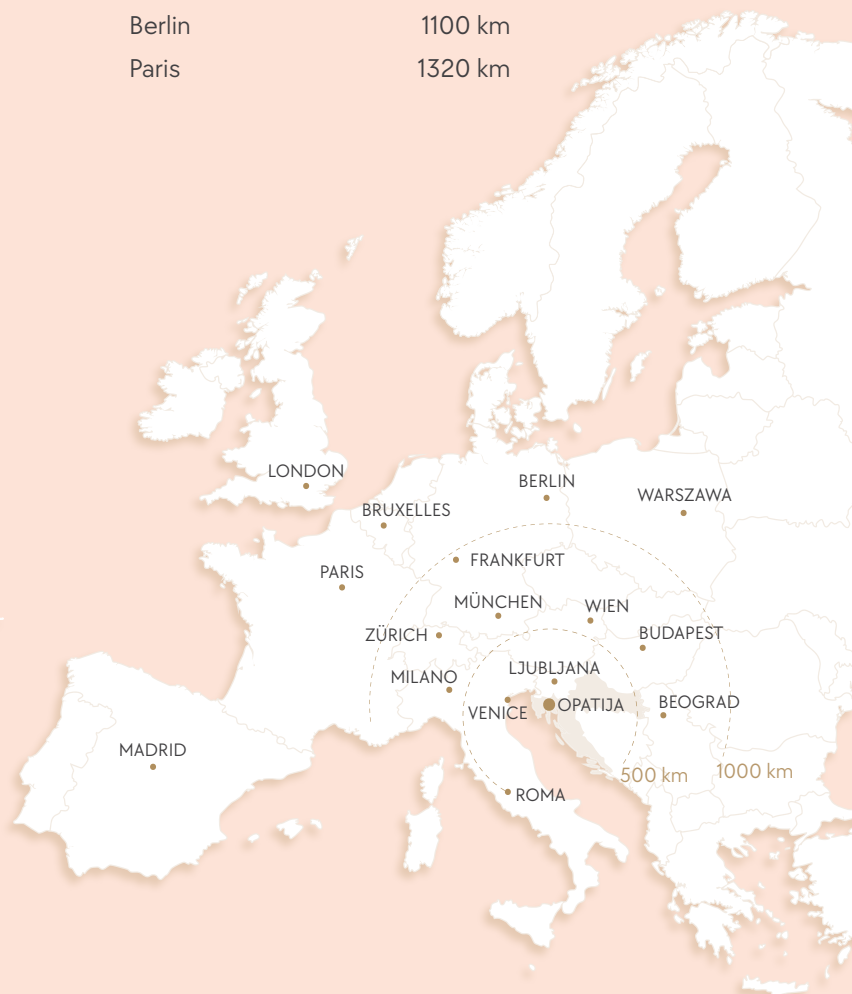 Berlin 1100 km
Paris 1320 km
LONDON
BERLIN
WARSZAWA
BRUXELLES
FRANKFURT
PARIS
MÜNCHEN
WIEN
ZÜRICH
BUDAPEST
LJUBLJANA
MILANO
BEOGRAD
OPATIJA
VENICE
MADRID
500 km
1000 km
ROMA